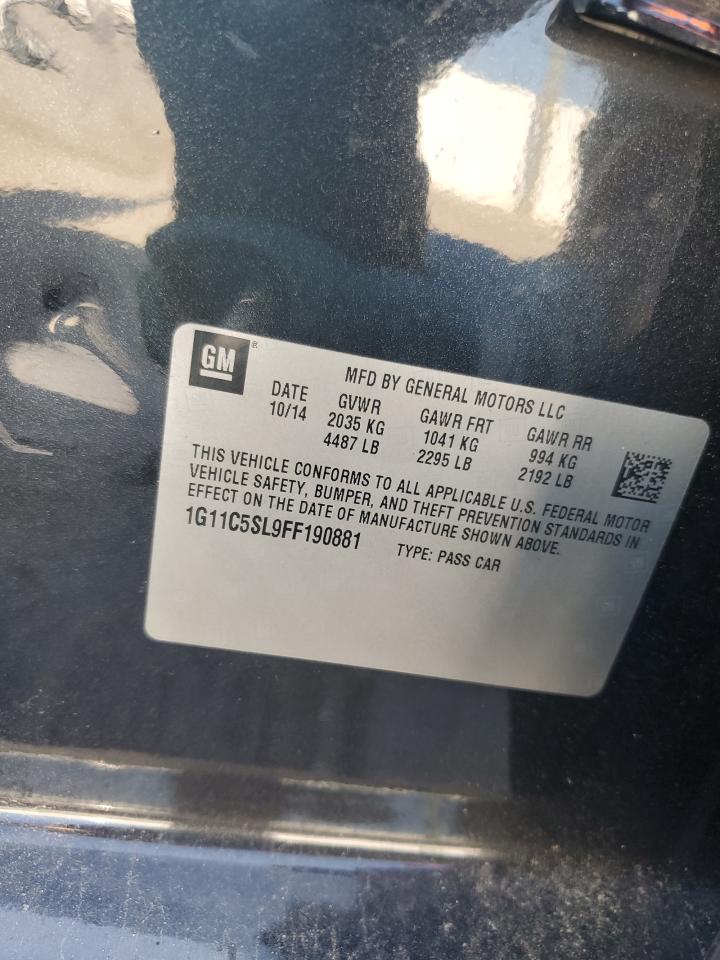 GM ®
MFD BY GENERAL MOTORS LLC
DATE GVWR GAWR FRT GAWR RR
10/14 2035 KG 1041 KG 994 KG
4487 LB 2295 LB 2192 LB
THIS VEHICLE CONFORMS TO ALL APPLICABLE U.S. FEDERAL MOTOR
VEHICLE SAFETY, BUMPER, AND THEFT PREVENTION STANDARDS IN
EFFECT ON THE DATE OF MANUFACTURE SHOWN ABOVE.
1G11C5SL9FF190881 TYPE: PASS CAR